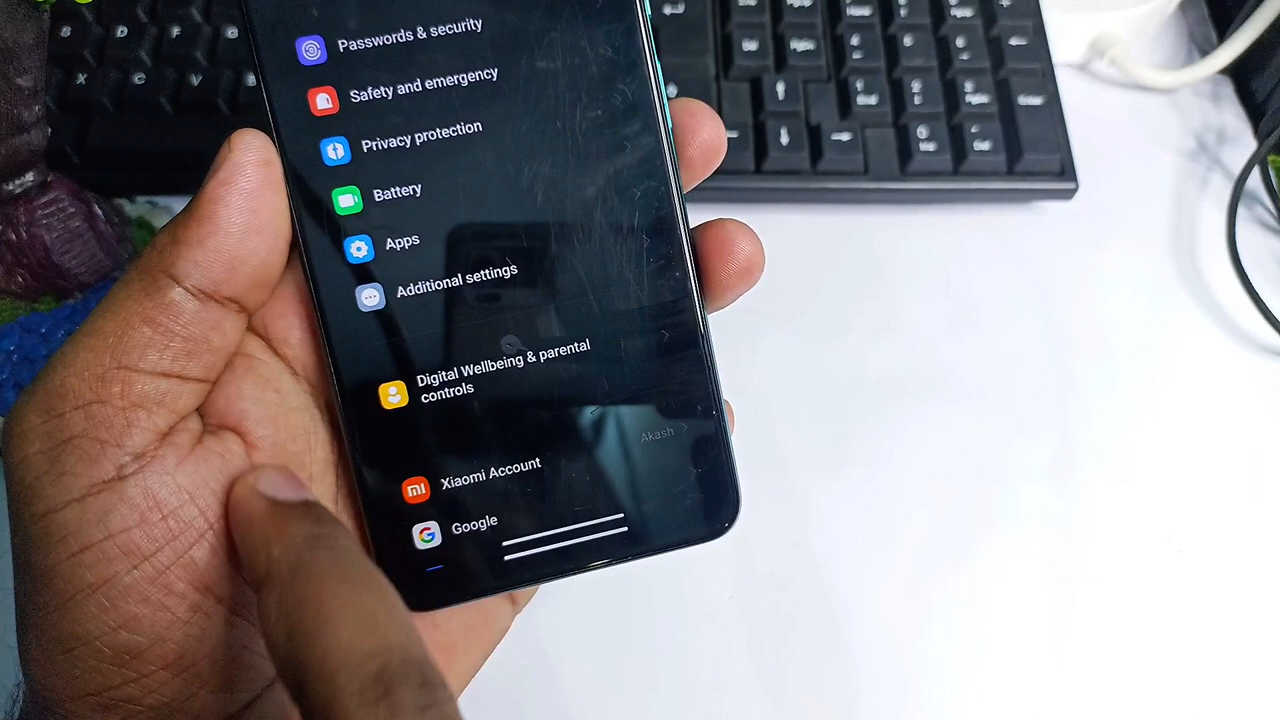 S D F G
X C V B
Passwords & security
Safety and emergency
Privacy protection
Battery
Apps
Additional settings
Digital Wellbeing & parental
controls
Akash
mi Xiaomi Account
G Google